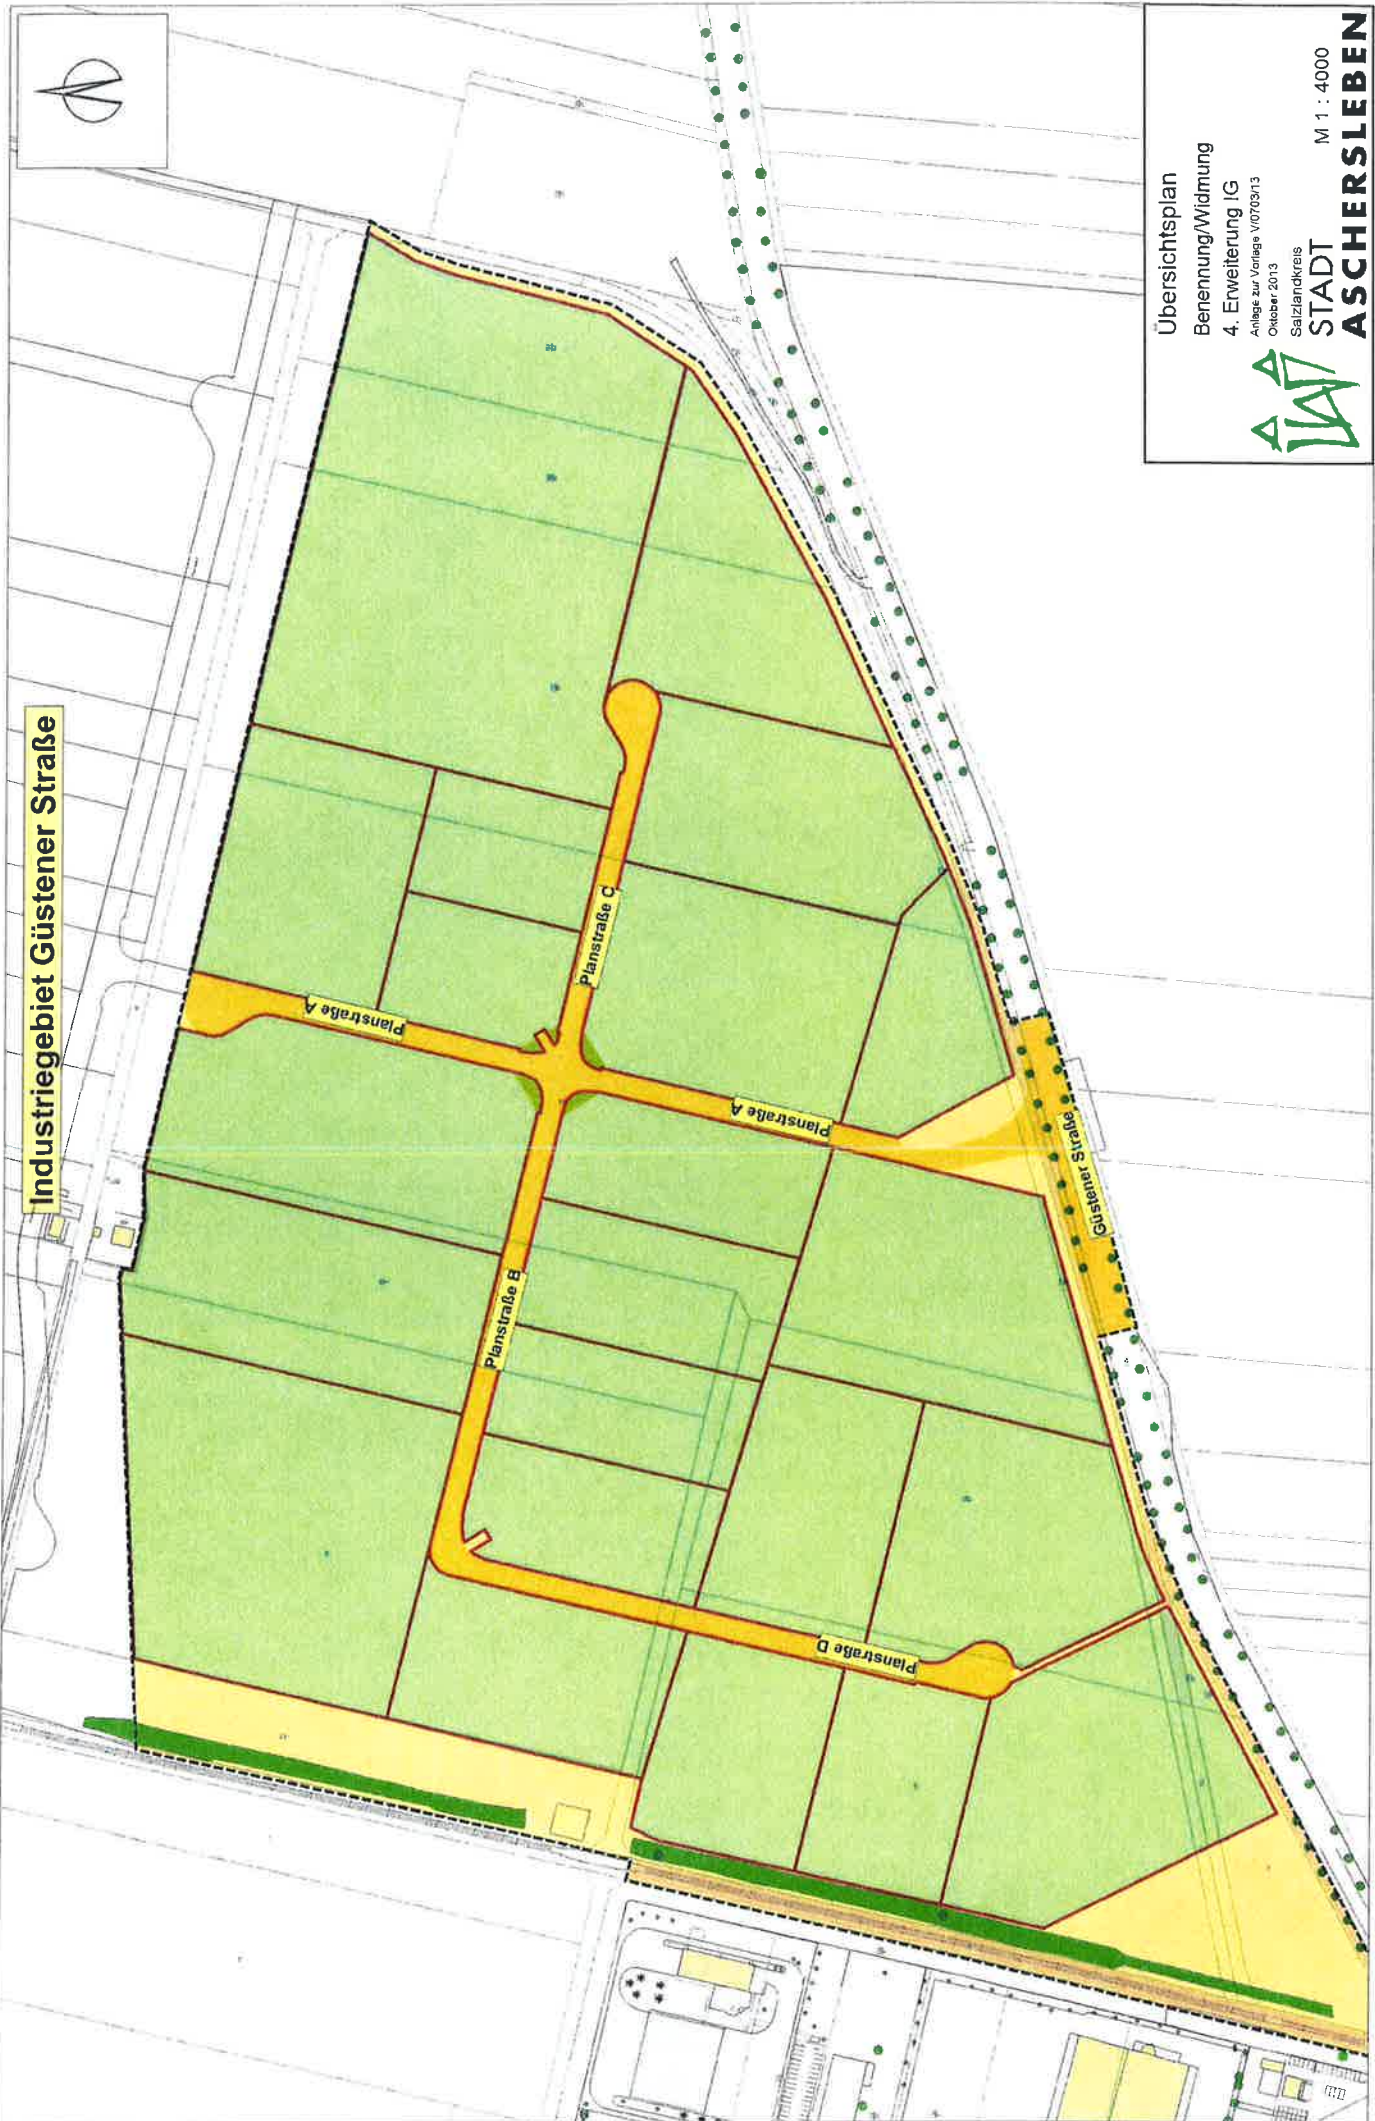 Industriegebiet Güstener Straße
Planstraße A
Planstraße C
Planstraße B
Planstraße A
Planstraße D
Güstener Straße
Übersichtsplan
Benennung/Widmung
4. Erweiterung IG
Anlage zur Vorlage V/0703/13
Oktober 2013
Salzlandkreis
STADT M 1 : 4000
ASCHERSLEBEN